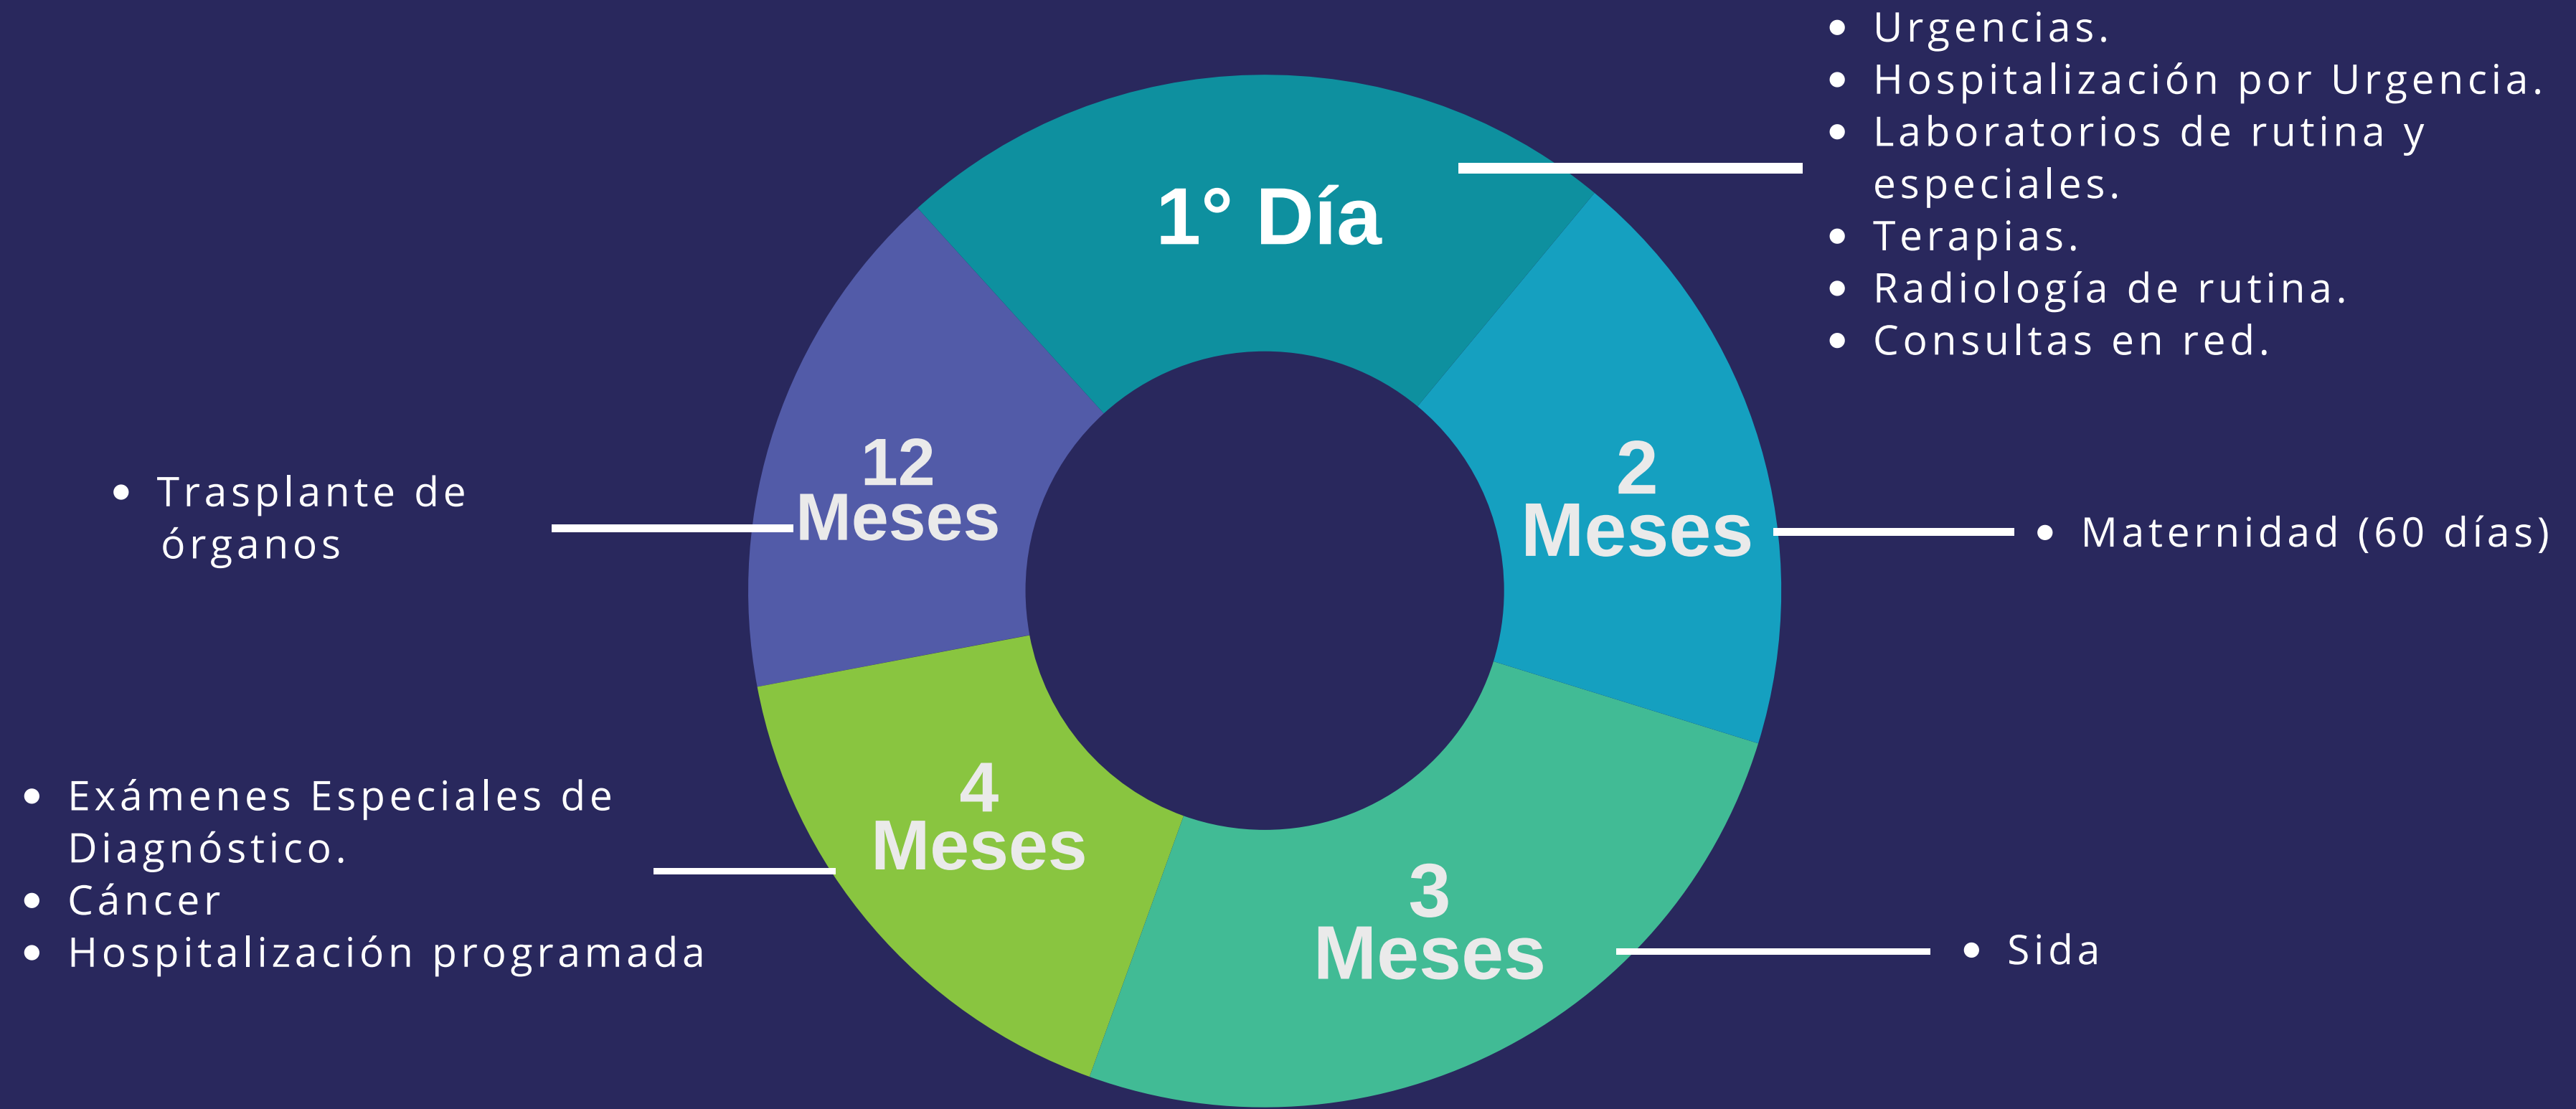 1° Día
• Urgencias.
• Hospitalización por Urgencia.
• Laboratorios de rutina y
especiales.
• Terapias.
• Radiología de rutina.
• Consultas en red.
2
Meses
• Maternidad (60 días)
3
Meses
• Sida
4
Meses
• Exámenes Especiales de
Diagnóstico.
• Cáncer
• Hospitalización programada
12
Meses
• Trasplante de
órganos